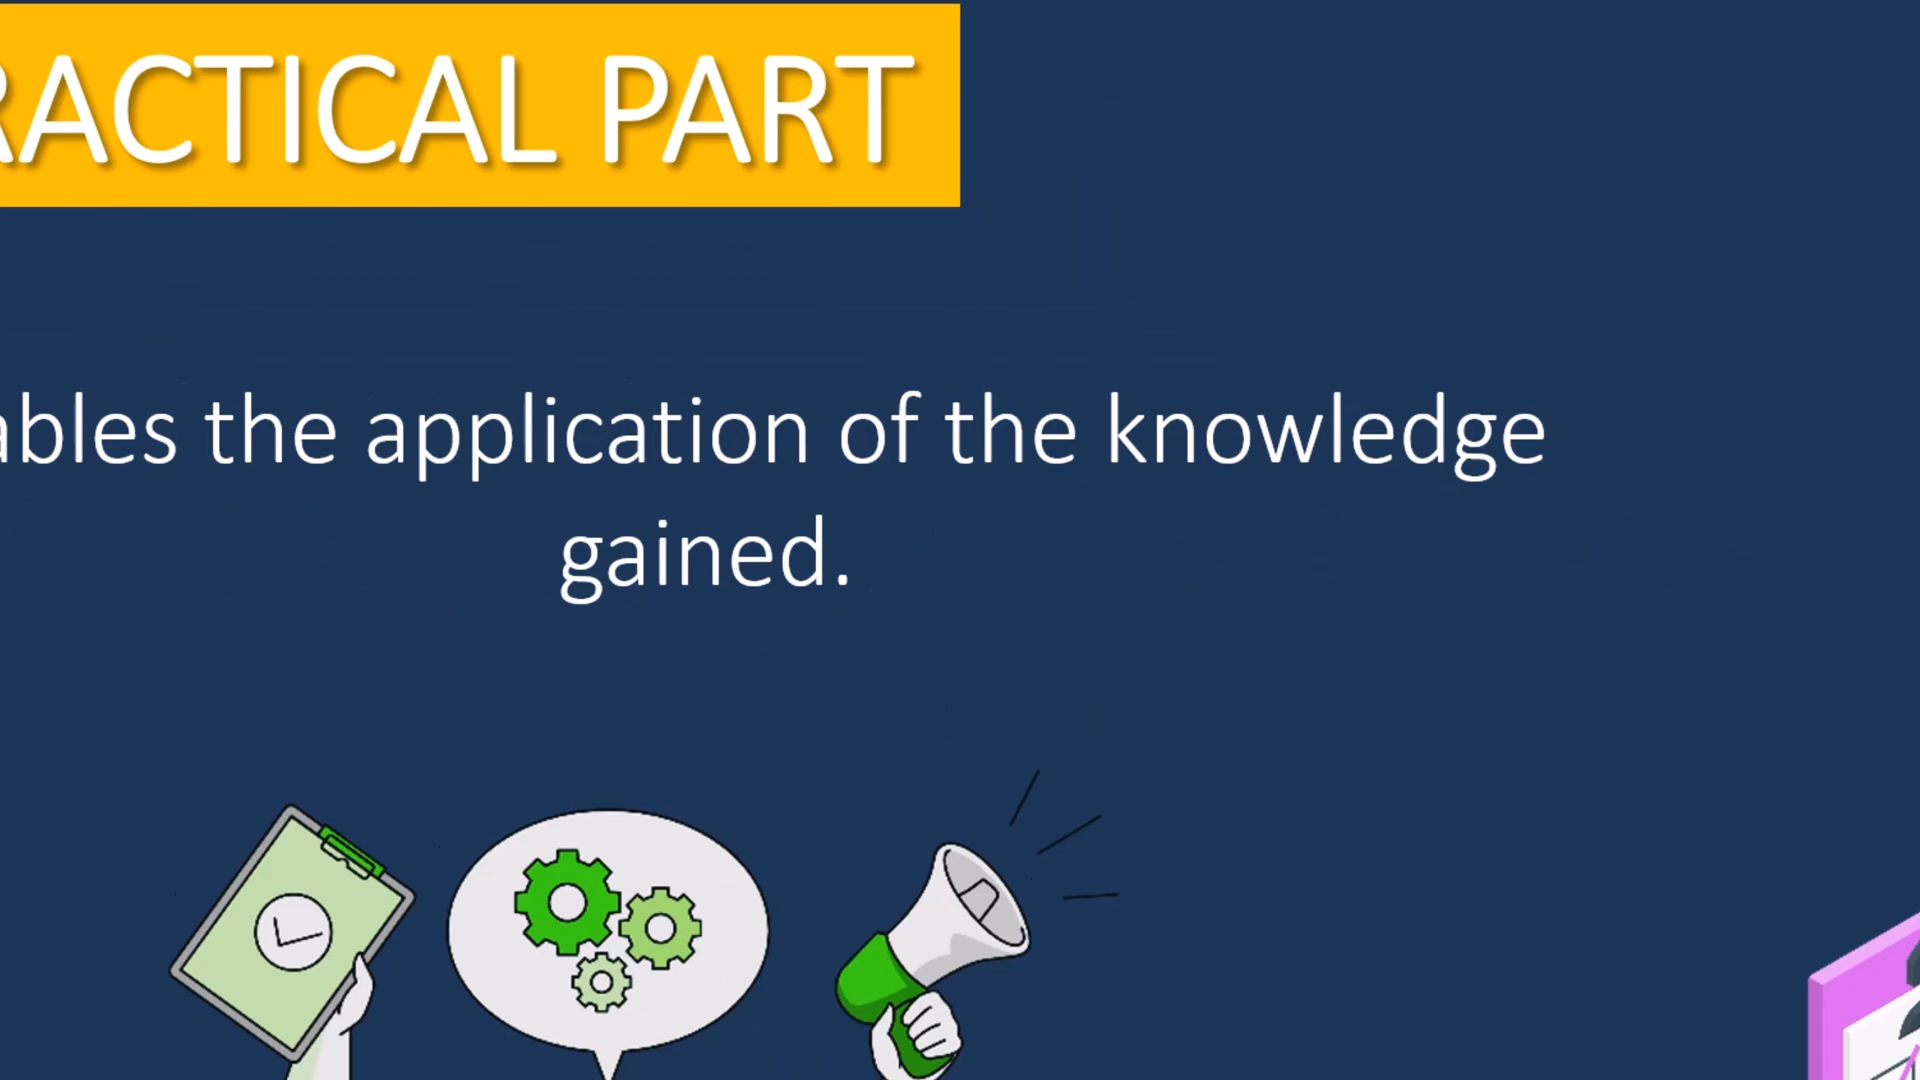 RACTICAL PART
ables the application of the knowledge
gained.